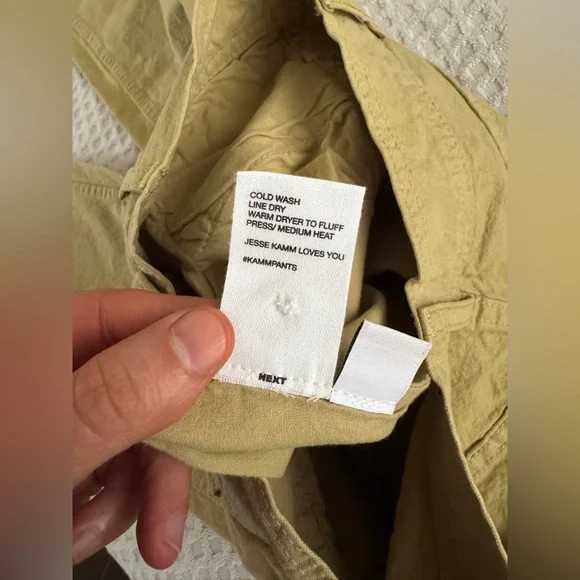 COLD WASH
LINE DRY
WARM DRYER TO FLUFF
PRESS/ MEDIUM HEAT
JESSE KAMM LOVES YOU
#KAMMPANTS
NEXT